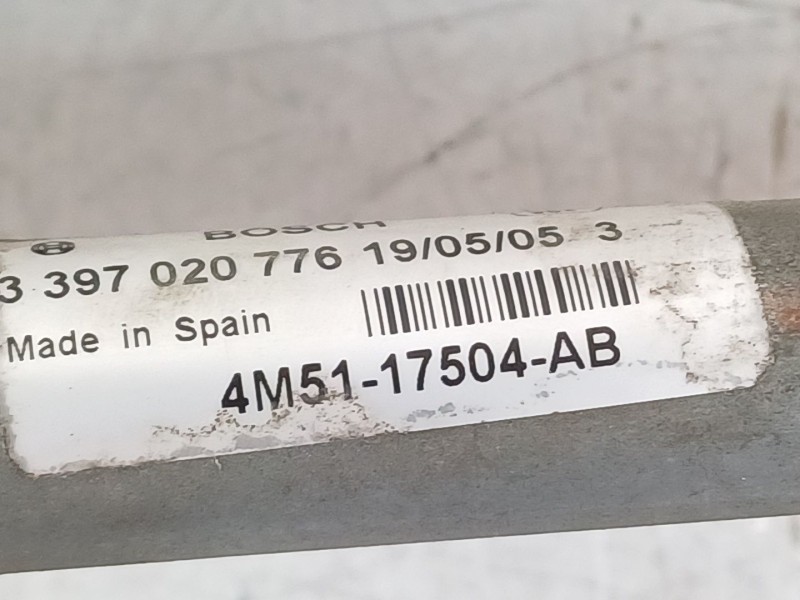 BOSCH
3 397 020 776 19/05/05 3
Made in Spain
4M51-17504-AB